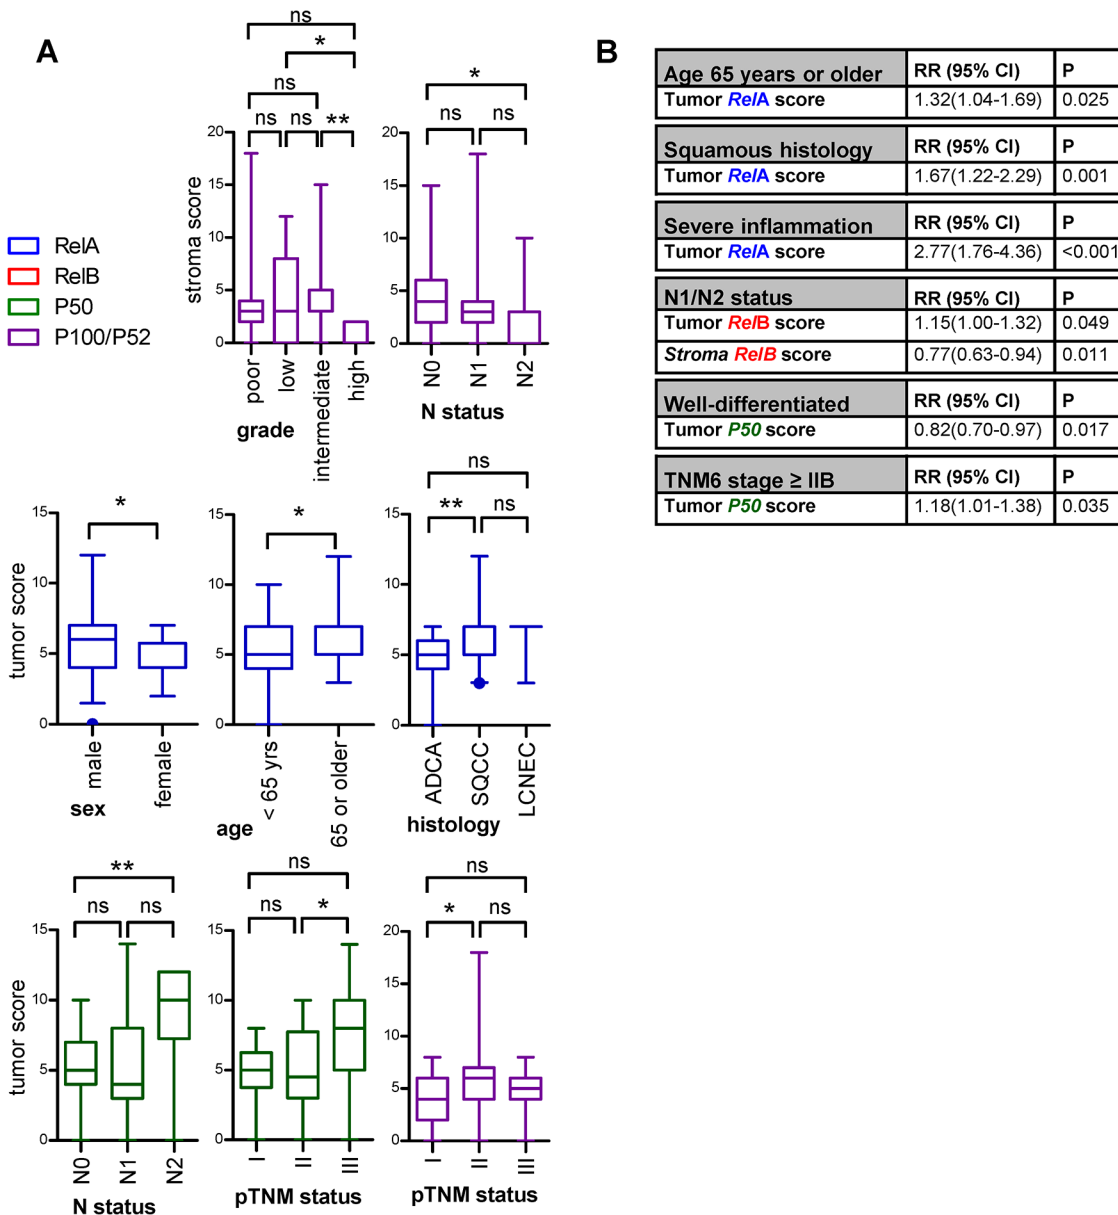 A
ns
*
ns
ns ns **
20
15
10
5
0
stroma score
poor
low
intermediate
high
grade
*
ns ns
20
15
10
5
0
N0
N1
N2
N status
RelA
RelB
P50
P100/P52
*
15
10
5
0
tumor score
male
female
sex
*
15
10
5
0
< 65 yrs
65 or older
age
ns
** ns
15
10
5
0
ADCA
SQCC
LCNEC
histology
**
ns ns
15
10
5
0
tumor score
N0
N1
N2
N status
ns
ns *
15
10
5
0
I
II
III
pTNM status
ns
* ns
20
15
10
5
0
I
II
III
pTNM status
B
Age 65 years or older RR (95% CI) P
Tumor RelA score 1.32(1.04-1.69) 0.025
Squamous histology RR (95% CI) P
Tumor RelA score 1.67(1.22-2.29) 0.001
Severe inflammation RR (95% CI) P
Tumor RelA score 2.77(1.76-4.36) <0.001
N1/N2 status RR (95% CI) P
Tumor RelB score 1.15(1.00-1.32) 0.049
Stroma RelB score 0.77(0.63-0.94) 0.011
Well-differentiated RR (95% CI) P
Tumor P50 score 0.82(0.70-0.97) 0.017
TNM6 stage ≥ IIB RR (95% CI) P
Tumor P50 score 1.18(1.01-1.38) 0.035